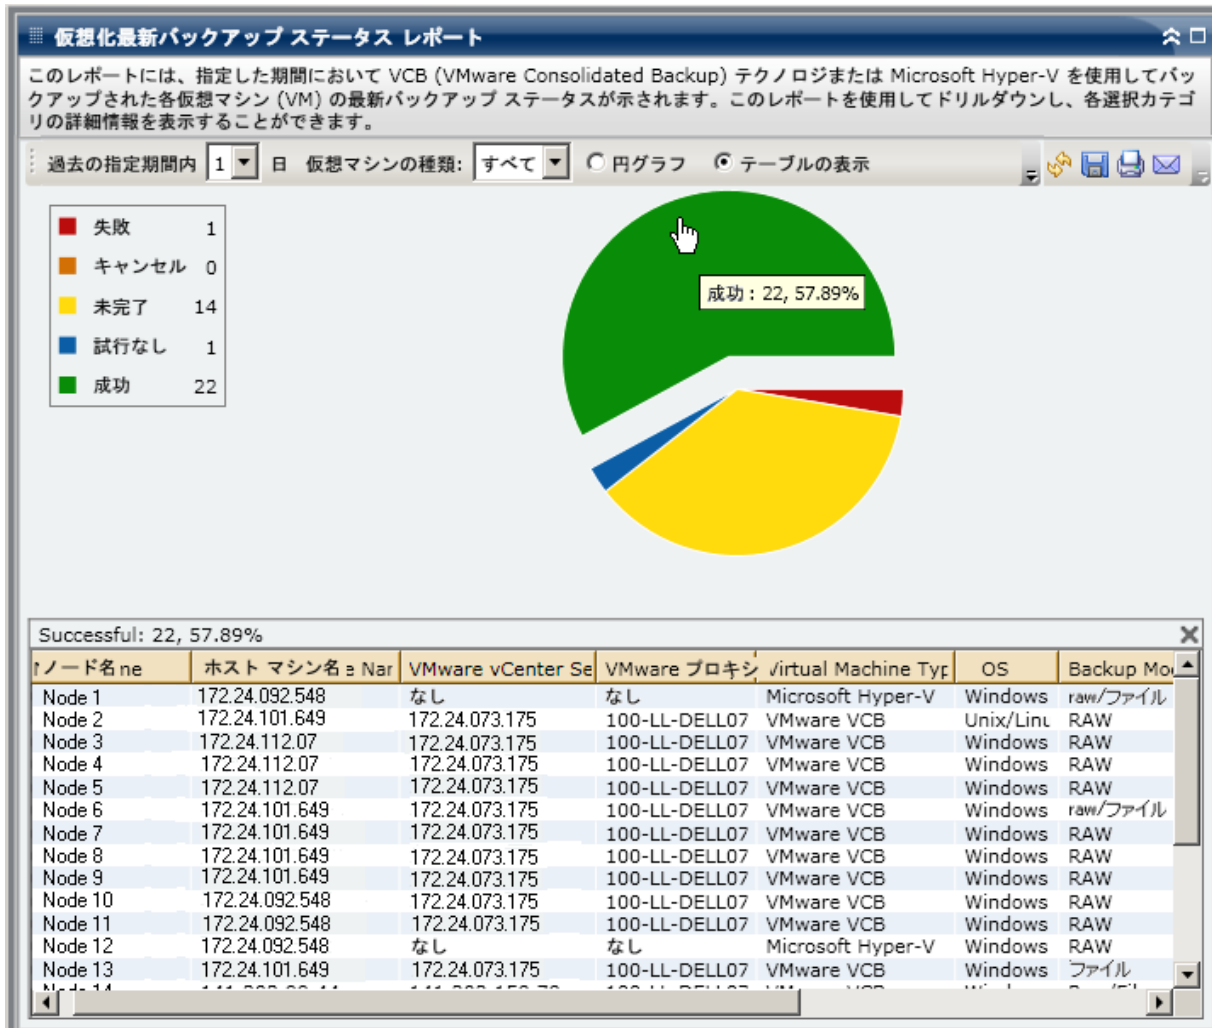 仮想化最新バックアップ ステータス レポート
このレポートには、指定した期間において VCB (VMware Consolidated Backup) テクノロジまたは Microsoft Hyper-V を使用してバッ
クアップされた各仮想マシン (VM) の最新バックアップ ステータスが示されます。このレポートを使用してドリルダウンし、各選択カテゴ
リの詳細情報を表示することができます。
過去の指定期間内 1 日 仮想マシンの種類: すべて 円グラフ テーブルの表示
失敗 1
キャンセル 0
未完了 14
試行なし 1
成功 22
成功 : 22, 57.89%
Successful: 22, 57.89%
ノード名 ne ホスト マシン名 e Nar VMware vCenter Se VMware プロキシ Virtual Machine Typ OS Backup Mo
Node 1 172.24.092.548 なし なし Microsoft Hyper-V Windows raw/ファイル
Node 2 172.24.101.649 172.24.073.175 100-LL-DELL07 VMware VCB Unix/Linu RAW
Node 3 172.24.112.07 172.24.073.175 100-LL-DELL07 VMware VCB Windows RAW
Node 4 172.24.112.07 172.24.073.175 100-LL-DELL07 VMware VCB Windows RAW
Node 5 172.24.112.07 172.24.073.175 100-LL-DELL07 VMware VCB Windows RAW
Node 6 172.24.101.649 172.24.073.175 100-LL-DELL07 VMware VCB Windows raw/ファイル
Node 7 172.24.101.649 172.24.073.175 100-LL-DELL07 VMware VCB Windows RAW
Node 8 172.24.101.649 172.24.073.175 100-LL-DELL07 VMware VCB Windows RAW
Node 9 172.24.101.649 172.24.073.175 100-LL-DELL07 VMware VCB Windows RAW
Node 10 172.24.092.548 172.24.073.175 100-LL-DELL07 VMware VCB Windows RAW
Node 11 172.24.092.548 172.24.073.175 100-LL-DELL07 VMware VCB Windows RAW
Node 12 172.24.092.548 なし なし Microsoft Hyper-V Windows RAW
Node 13 172.24.101.649 172.24.073.175 100-LL-DELL07 VMware VCB Windows ファイル